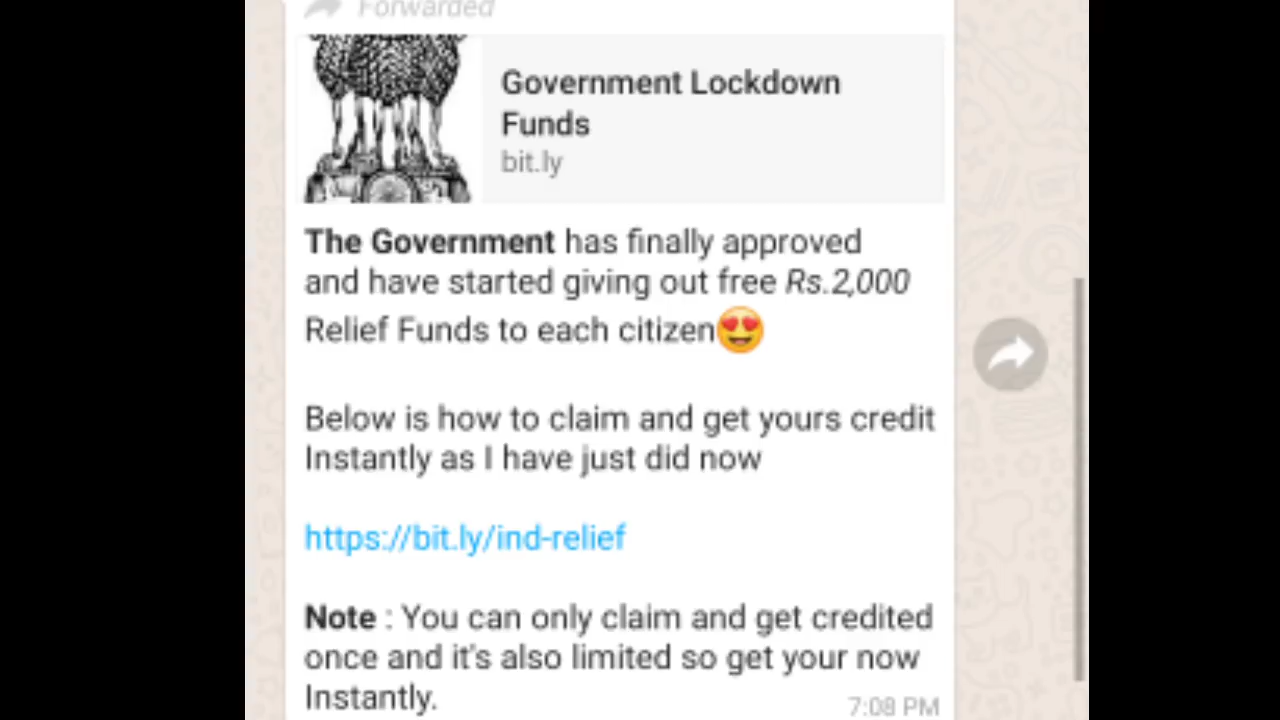 Forwarded
Government Lockdown
Funds
bit.ly
The Government has finally approved
and have started giving out free Rs.2,000
Relief Funds to each citizen😍
Below is how to claim and get yours credit
Instantly as I have just did now
https://bit.ly/ind-relief
Note : You can only claim and get credited
once and it's also limited so get your now
Instantly.
7:08 PM